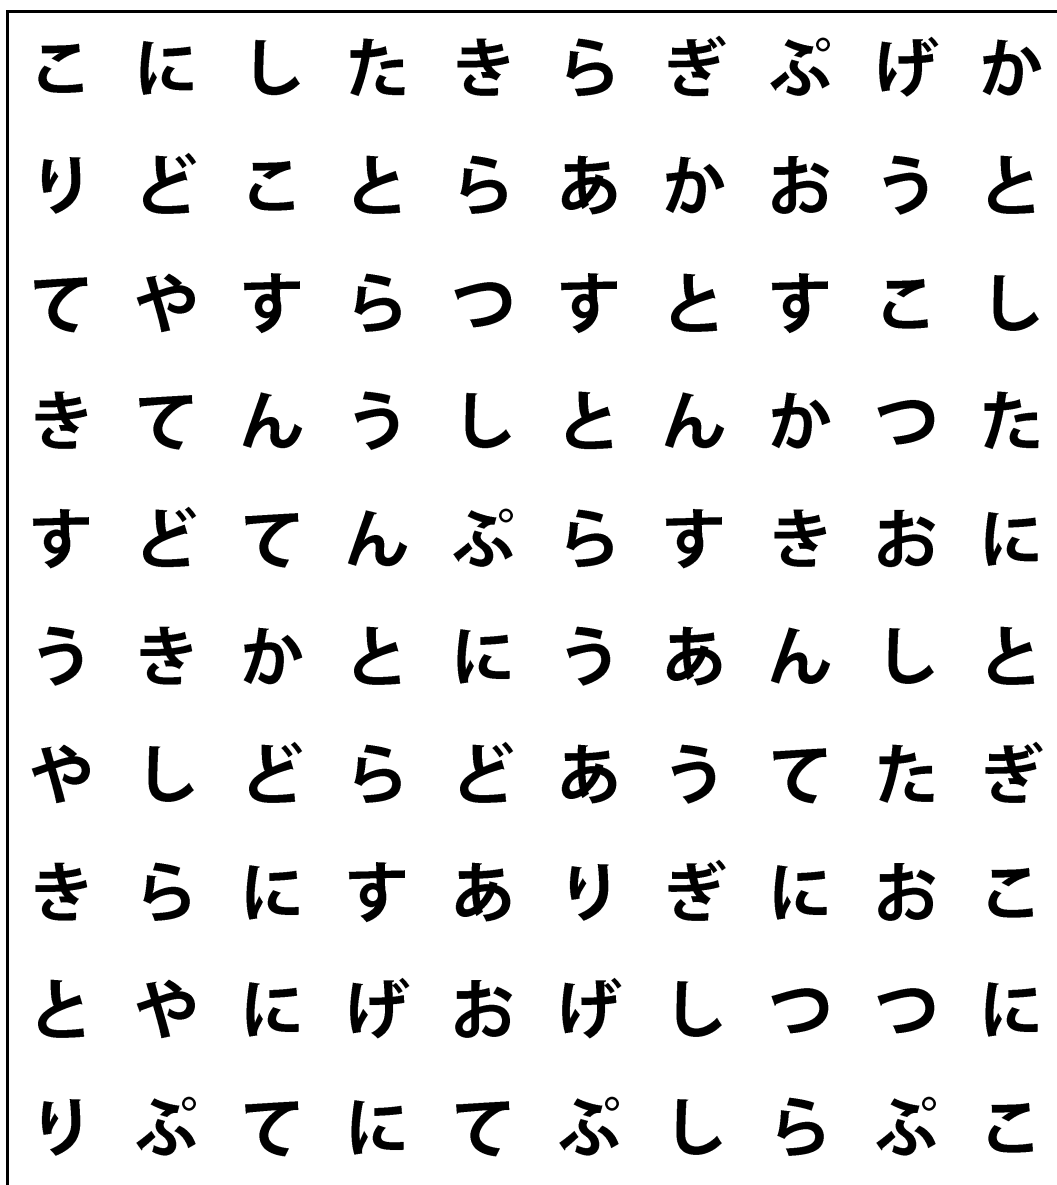 こ に し た き ら ぎ ぷ げ か
り ど こ と ら あ か お う と
て や す ら つ す と す こ し
き て ん う し と ん か つ た
す ど て ん ぷ ら す き お に
う き か と に う あ ん し と
や し ど ら ど あ う て た ぎ
き ら に す あ り ぎ に お こ
と や に げ お げ し つ つ に
り ぷ て に て ぷ し ら ぷ こ